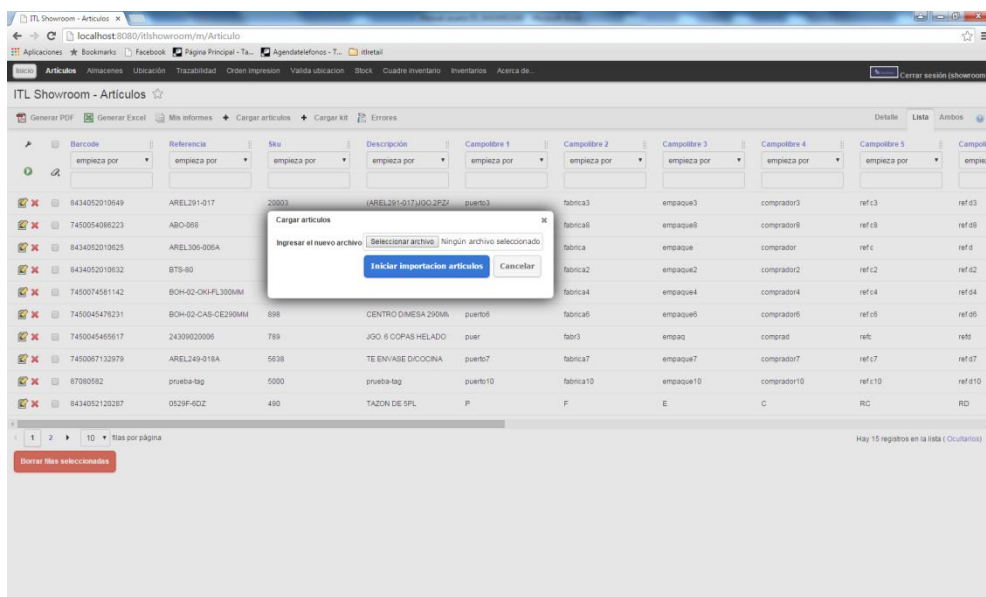 ITL Showroom - Articulos ×
localhost:8080/itlshowroom/m/Articulo
Aplicaciones Bookmarks Facebook Página Principal - Ta... Agendatelefonos - T... itlretail
Inicio Artículos Almacenes Ubicación Trazabilidad Orden impresion Valida ubicacion Stock Cuadre inventario Inventarios Acerca de... Cerrar sesión (showroom
ITL Showroom - Artículos
Generar PDF Generar Excel Mis informes Cargar artículos Cargar kit Errores Detalle Lista Ambos
Barcode Referencia Sku Descripción Campolibre 1 Campolibre 2 Campolibre 3 Campolibre 4 Campolibre 5 Campoli
empieza por empieza por empieza por empieza por empieza por empieza por empieza por empieza por empieza por empie
8434052010649 AREL291-017 20003 (AREL291-017)JGO.2PZA puerto3 fabrica3 empaque3 comprador3 ref c3 ref d3
7450054086223 ABO-068 fabrica8 empaque8 comprador8 ref c8 ref d8
8434052010625 AREL306-006A fabrica empaque comprador ref c ref d
8434052010632 BTS-80 fabrica2 empaque2 comprador2 ref c2 ref d2
7450074581142 BOH-02-OKI-FL300MM fabrica4 empaque4 comprador4 ref c4 ref d4
7450045476231 BOH-02-CAS-CE290MM 898 CENTRO D/MESA 290MM puerto6 fabrica6 empaque6 comprador6 ref c6 ref d6
7450045465617 24309020006 789 JGO. 6 COPAS HELADO puer fabr3 empaq comprad refc refd
7450067132979 AREL249-018A 5638 TE ENVASE D/COCINA puerto7 fabrica7 empaque7 comprador7 ref c7 ref d7
87080582 prueba-tag 5000 prueba-tag puerto10 fabrica10 empaque10 comprador10 ref c10 ref d10
8434052120287 0529F-6DZ 490 TAZON DE 5PL P F E C RC RD
Cargar artículos
Ingresar el nuevo archivo Seleccionar archivo Ningún archivo seleccionado
Iniciar importacion artículos Cancelar
1 2 10 filas por página Hay 15 registros en la lista ( Ocultarlos)
Borrar filas seleccionadas